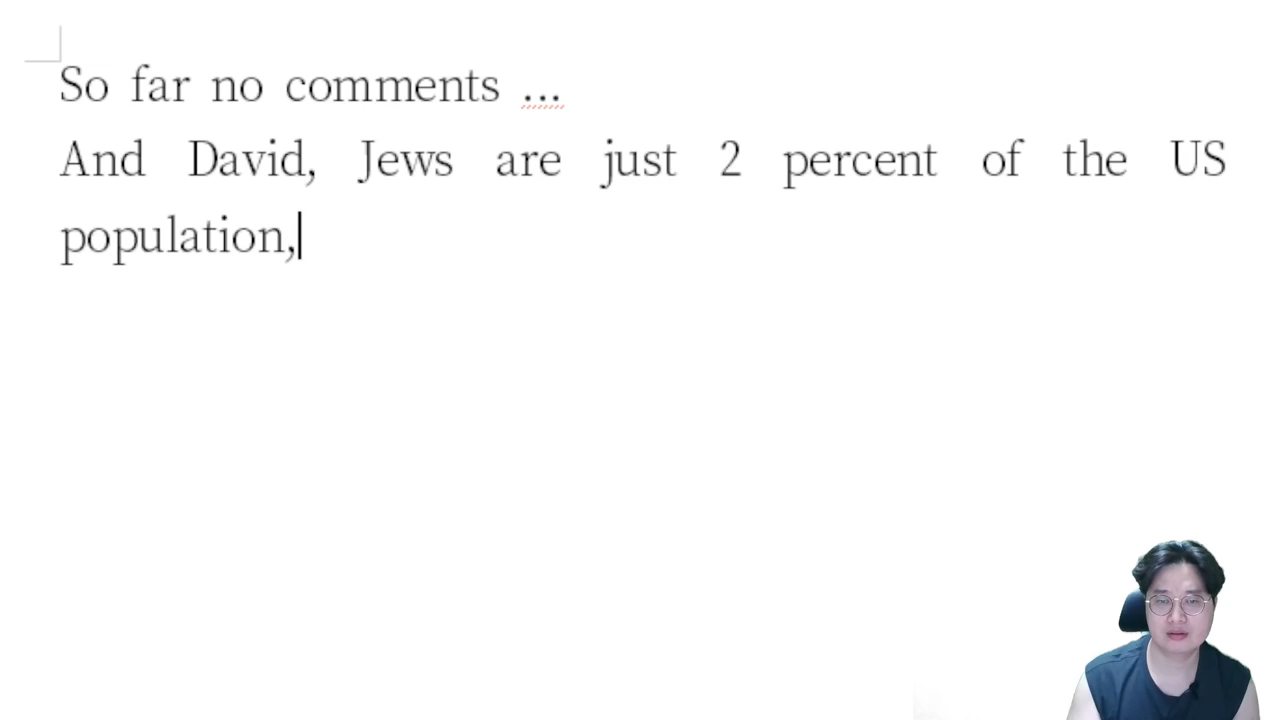 So far no comments ...
And David, Jews are just 2 percent of the US
population,